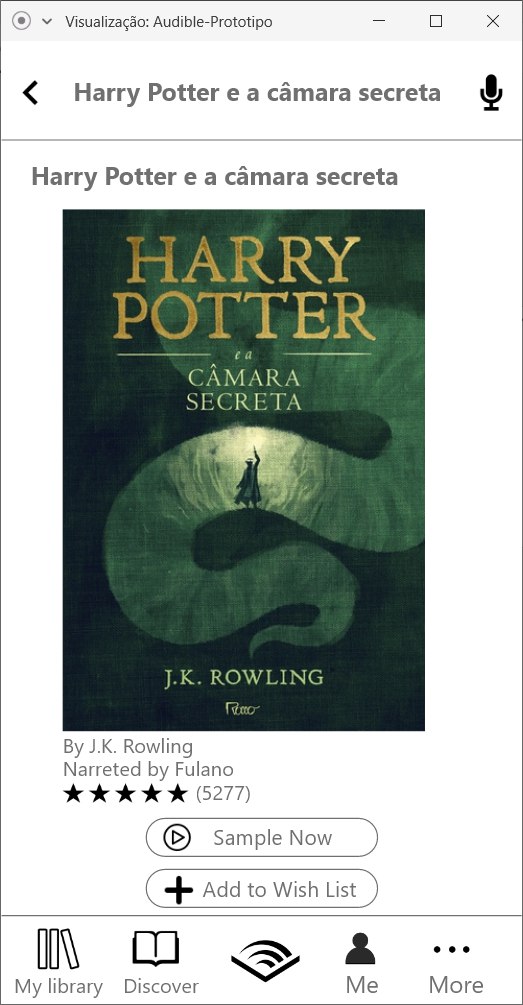 Visualização: Audible-Prototipo
Harry Potter e a câmara secreta
Harry Potter e a câmara secreta
HARRY
POTTER
e a
CÂMARA
SECRETA
J.K. ROWLING
Rocco
By J.K. Rowling
Narreted by Fulano
(5277)
Sample Now
Add to Wish List
My library
Discover
Me
More